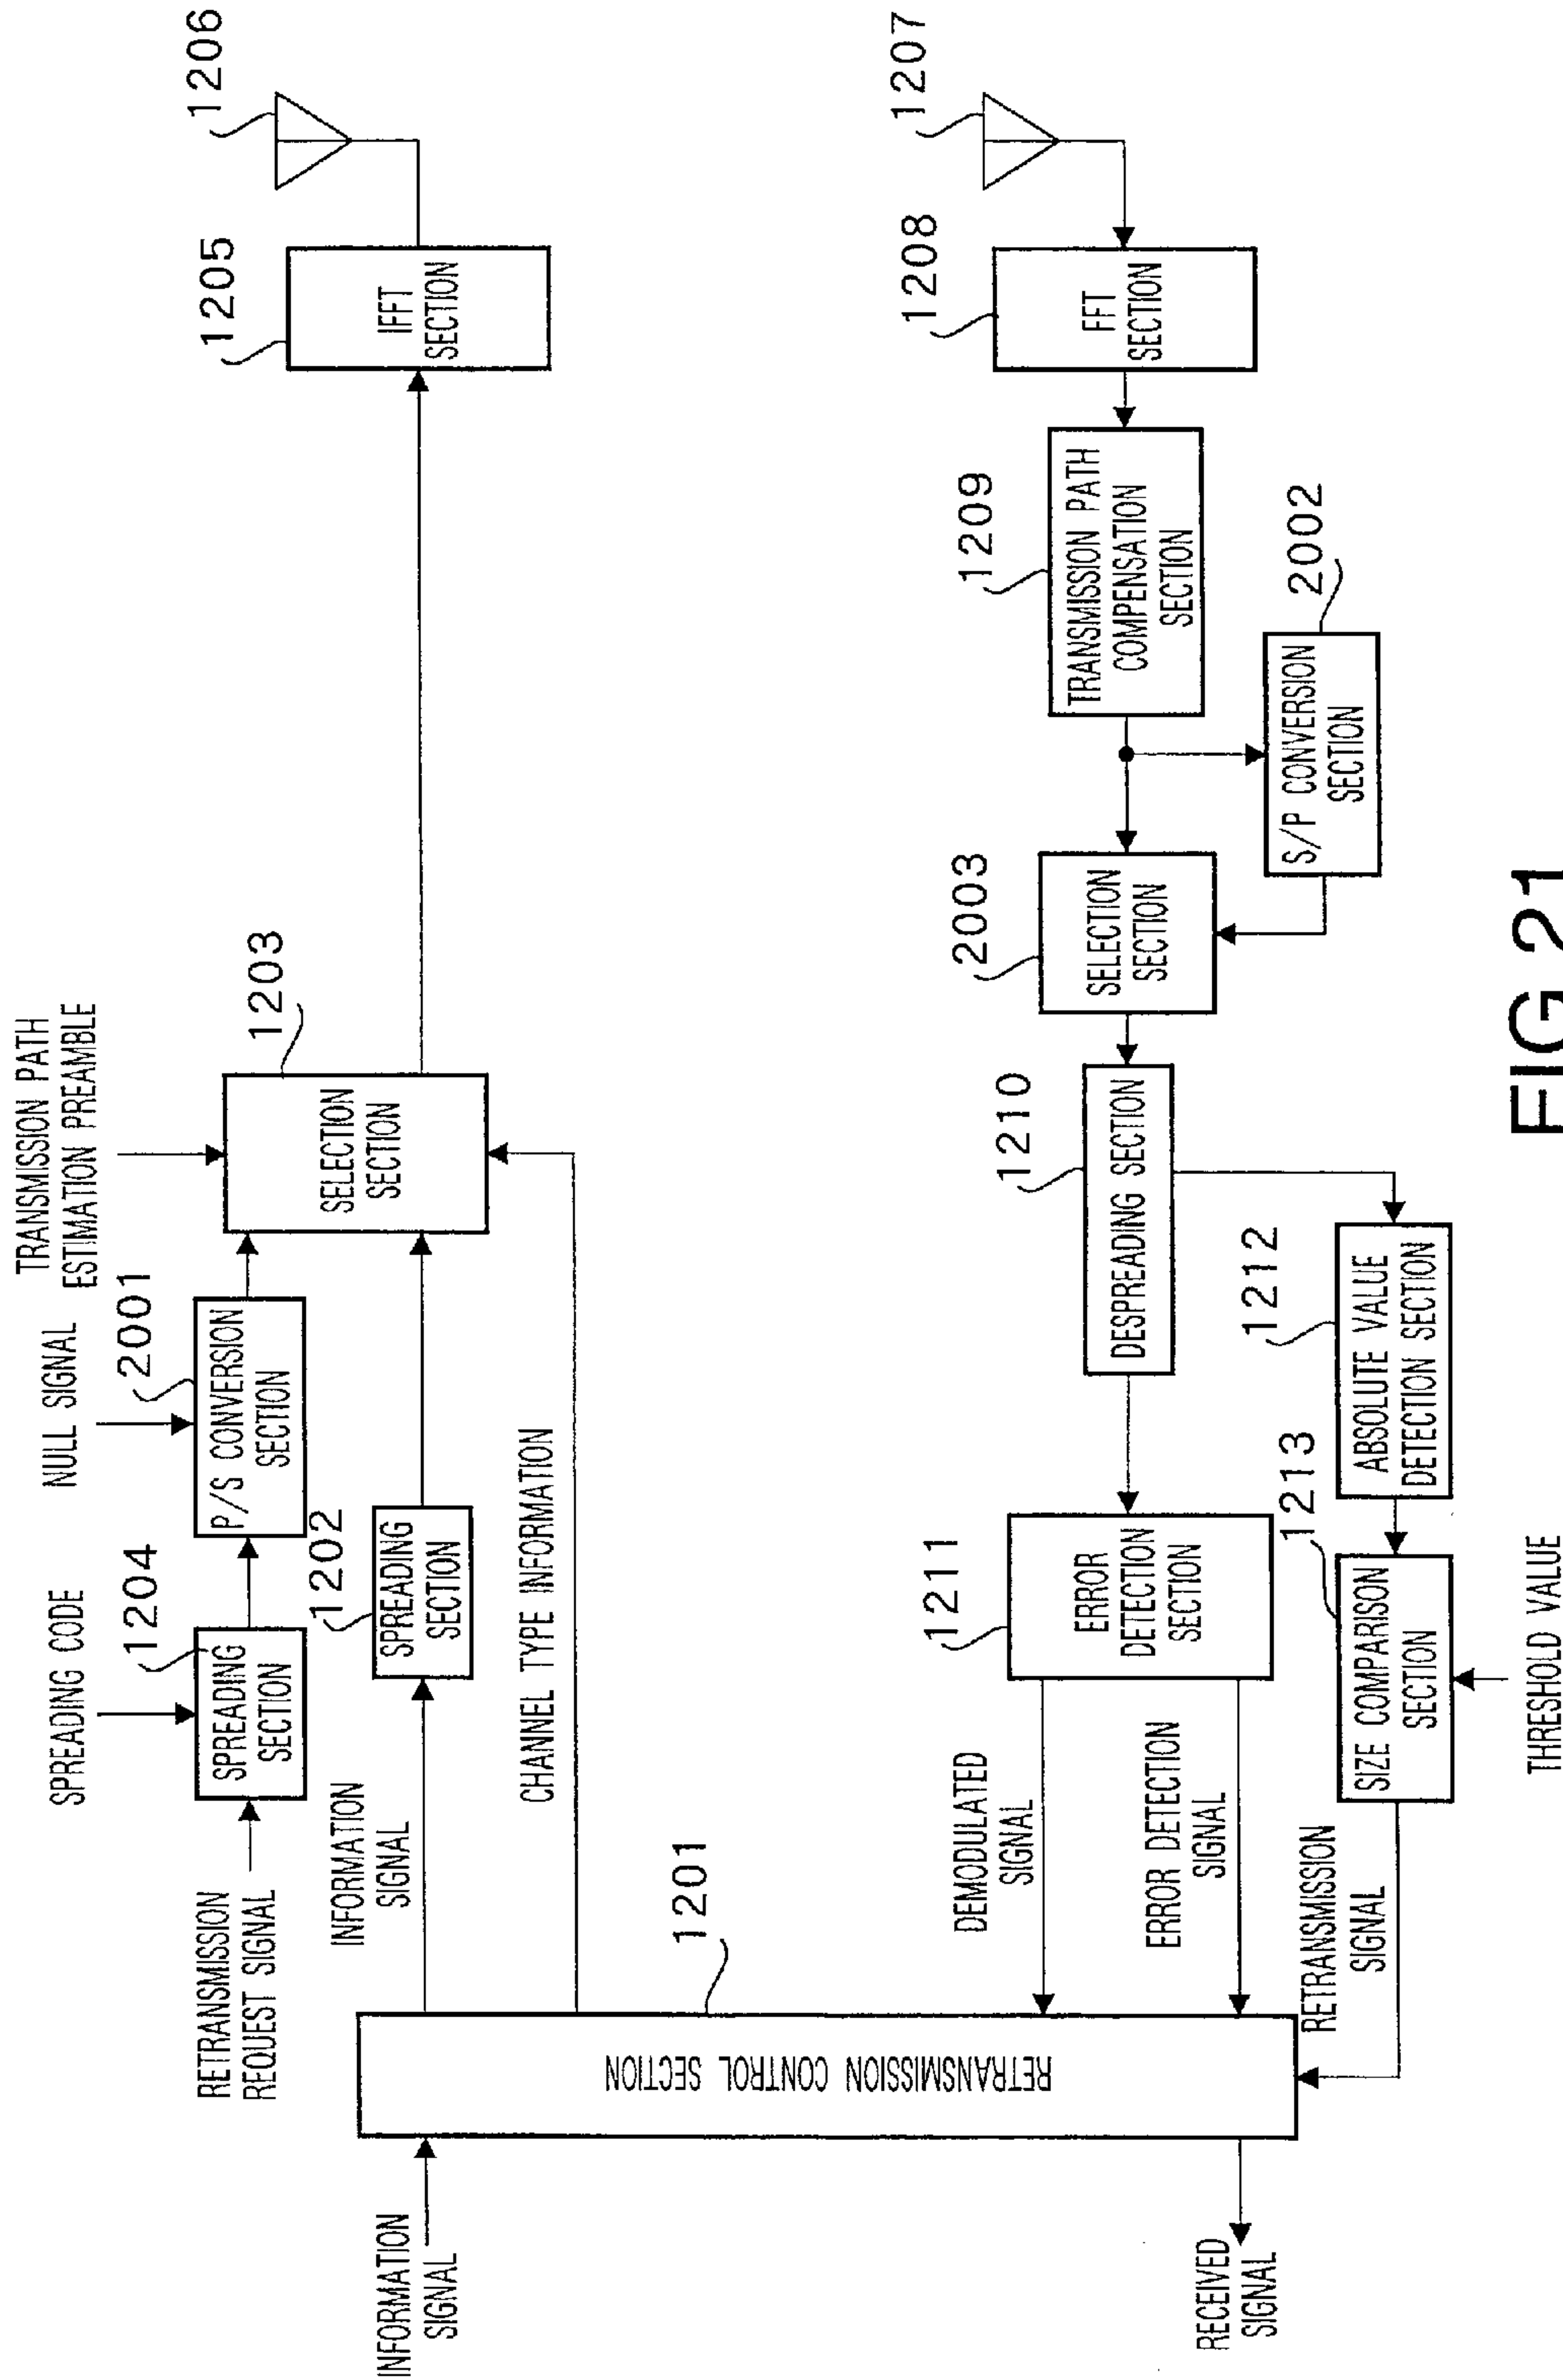 TRANSMISSION PATH
ESTIMATION PREAMBLE
NULL SIGNAL
SPREADING CODE
RETRANSMISSION
REQUEST SIGNAL
1204
SPREADING
SECTION
2001
P/S CONVERSION
SECTION
1203
SELECTION
SECTION
1205
IFFT
SECTION
1206
INFORMATION
SIGNAL
INFORMATION
SIGNAL
1202
SPREADING
SECTION
CHANNEL TYPE INFORMATION
1201
RETRANSMISSION CONTROL SECTION
RECEIVED
SIGNAL
DEMODULATED
SIGNAL
ERROR DETECTION
SIGNAL
RETRANSMISSION
SIGNAL
1211
ERROR
DETECTION
SECTION
1210
DESPREADING SECTION
2003
SELECTION
SECTION
1209
TRANSMISSION PATH
COMPENSATION
SECTION
1208
FFT
SECTION
1207
2002
S/P CONVERSION
SECTION
1212
ABSOLUTE VALUE
DETECTION SECTION
1213
SIZE COMPARISON
SECTION
THRESHOLD VALUE
FIG.21